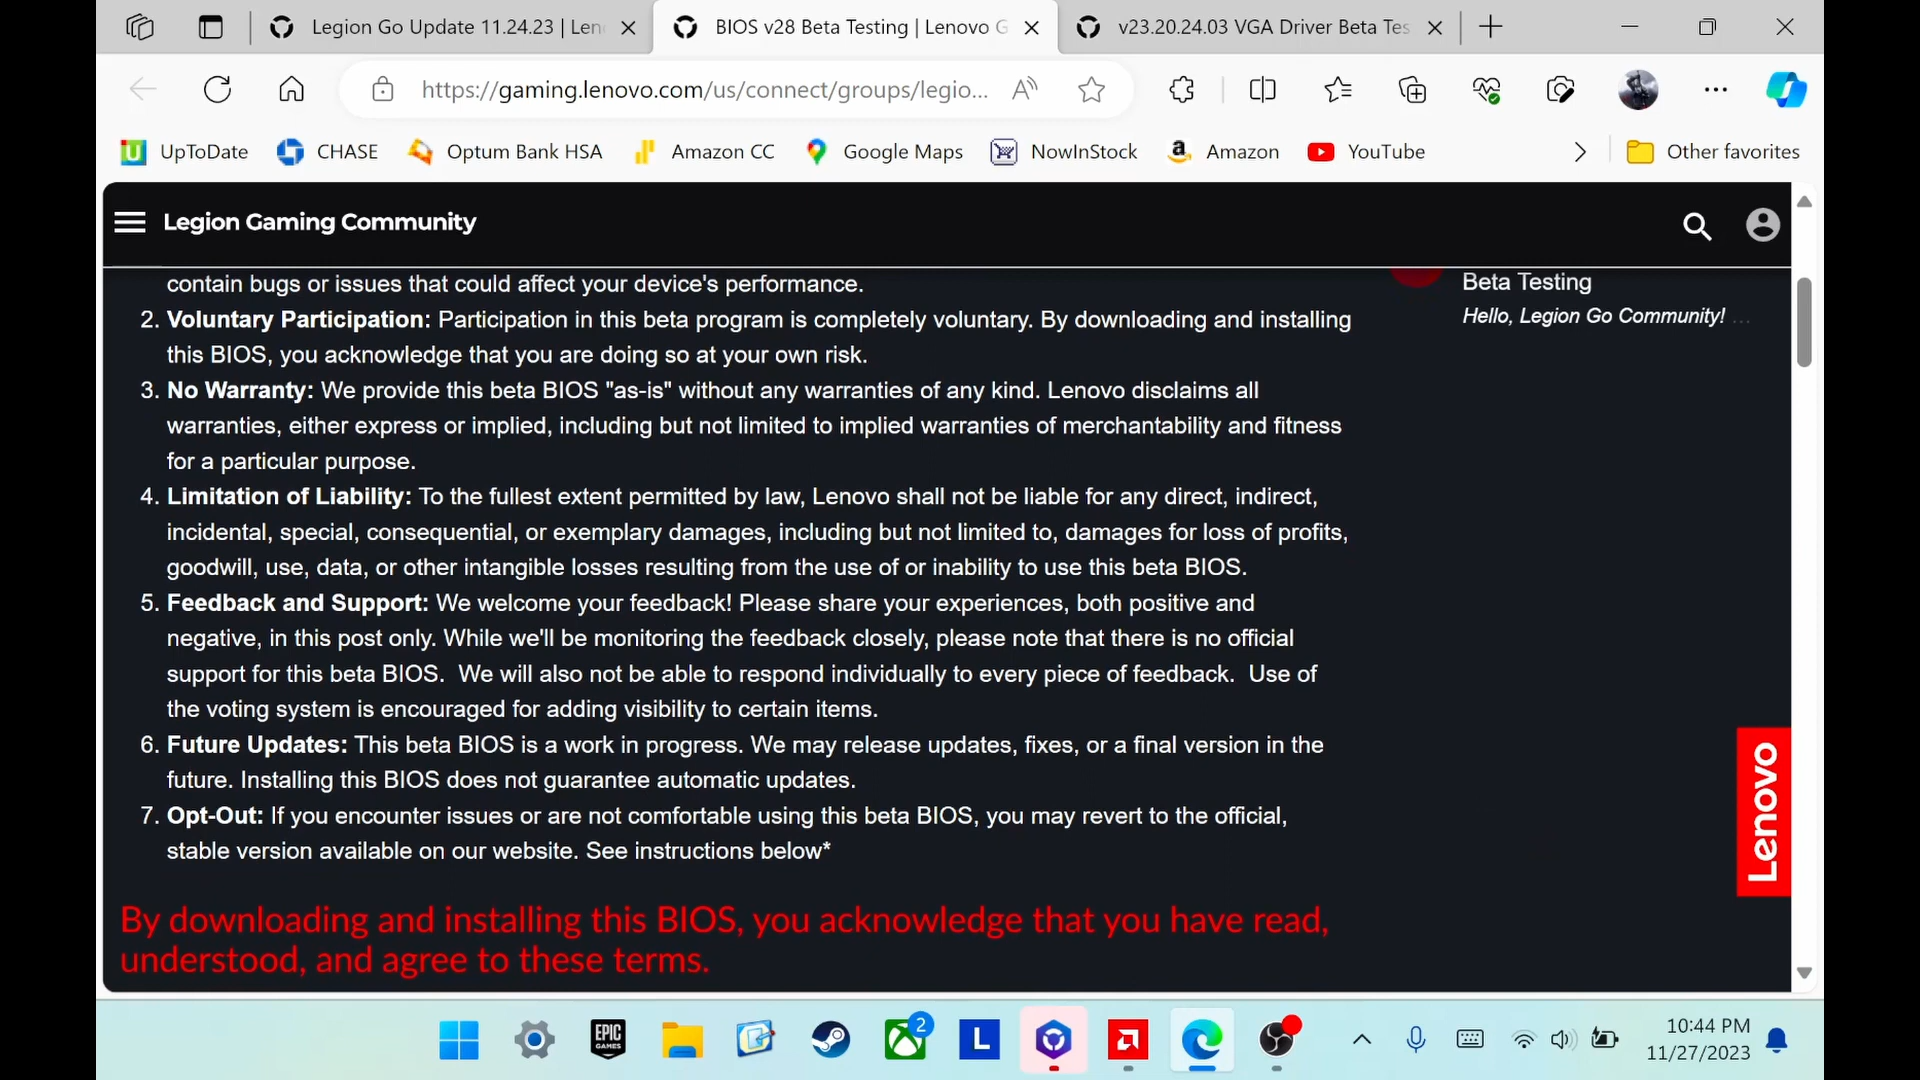 Legion Go Update 11.24.23 | Len
BIOS v28 Beta Testing | Lenovo G
v23.20.24.03 VGA Driver Beta Tes
https://gaming.lenovo.com/us/connect/groups/legio...
UpToDate
CHASE
Optum Bank HSA
Amazon CC
Google Maps
NowInStock
Amazon
YouTube
Other favorites
Legion Gaming Community
contain bugs or issues that could affect your device's performance.
2. Voluntary Participation: Participation in this beta program is completely voluntary. By downloading and installing
this BIOS, you acknowledge that you are doing so at your own risk.
3. No Warranty: We provide this beta BIOS "as-is" without any warranties of any kind. Lenovo disclaims all
warranties, either express or implied, including but not limited to implied warranties of merchantability and fitness
for a particular purpose.
4. Limitation of Liability: To the fullest extent permitted by law, Lenovo shall not be liable for any direct, indirect,
incidental, special, consequential, or exemplary damages, including but not limited to, damages for loss of profits,
goodwill, use, data, or other intangible losses resulting from the use of or inability to use this beta BIOS.
5. Feedback and Support: We welcome your feedback! Please share your experiences, both positive and
negative, in this post only. While we'll be monitoring the feedback closely, please note that there is no official
support for this beta BIOS.  We will also not be able to respond individually to every piece of feedback.  Use of
the voting system is encouraged for adding visibility to certain items.
6. Future Updates: This beta BIOS is a work in progress. We may release updates, fixes, or a final version in the
future. Installing this BIOS does not guarantee automatic updates.
7. Opt-Out: If you encounter issues or are not comfortable using this beta BIOS, you may revert to the official,
stable version available on our website. See instructions below*
By downloading and installing this BIOS, you acknowledge that you have read,
understood, and agree to these terms.
Beta Testing
Hello, Legion Go Community! ...
Lenovo
EPIC
GAMES
2
L
10:44 PM
11/27/2023